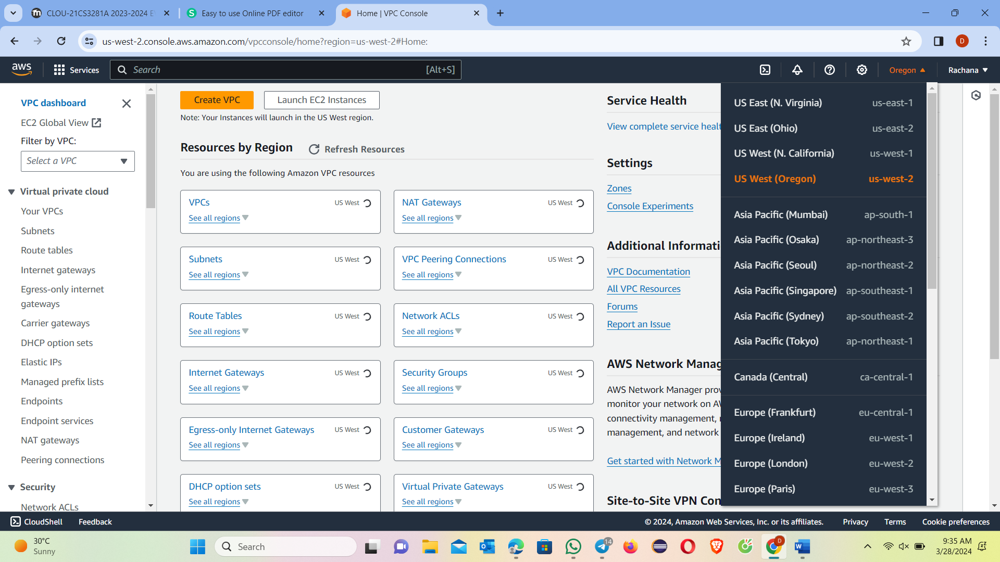 CLOU-21CS3281A 2023-2024 E
Easy to use Online PDF editor
Home | VPC Console
us-west-2.console.aws.amazon.com/vpcconsole/home?region=us-west-2#Home:
D
aws
Services
Search
[Alt+S]
Oregon
Rachana
VPC dashboard
EC2 Global View
Filter by VPC:
Select a VPC
Virtual private cloud
Your VPCs
Subnets
Route tables
Internet gateways
Egress-only internet
gateways
Carrier gateways
DHCP option sets
Elastic IPs
Managed prefix lists
Endpoints
Endpoint services
NAT gateways
Peering connections
Security
Network ACLs
Create VPC
Launch EC2 Instances
Note: Your Instances will launch in the US West region.
Resources by Region
Refresh Resources
You are using the following Amazon VPC resources
VPCs US West
See all regions
NAT Gateways US West
See all regions
Subnets US West
See all regions
VPC Peering Connections US West
See all regions
Route Tables US West
See all regions
Network ACLs US West
See all regions
Internet Gateways US West
See all regions
Security Groups US West
See all regions
Egress-only Internet Gateways US West
See all regions
Customer Gateways US West
See all regions
DHCP option sets US West
See all regions
Virtual Private Gateways US West
See all regions
Service Health
View complete service healt
Settings
Zones
Console Experiments
Additional Informati
VPC Documentation
All VPC Resources
Forums
Report an Issue
AWS Network Manag
AWS Network Manager prov
monitor your network on AW
connectivity management,
management, and network
Get started with Network M
Site-to-Site VPN Con
US East (N. Virginia) us-east-1
US East (Ohio) us-east-2
US West (N. California) us-west-1
US West (Oregon) us-west-2
Asia Pacific (Mumbai) ap-south-1
Asia Pacific (Osaka) ap-northeast-3
Asia Pacific (Seoul) ap-northeast-2
Asia Pacific (Singapore) ap-southeast-1
Asia Pacific (Sydney) ap-southeast-2
Asia Pacific (Tokyo) ap-northeast-1
Canada (Central) ca-central-1
Europe (Frankfurt) eu-central-1
Europe (Ireland) eu-west-1
Europe (London) eu-west-2
Europe (Paris) eu-west-3
CloudShell
Feedback
© 2024, Amazon Web Services, Inc. or its affiliates.
Privacy
Terms
Cookie preferences
30°C
Sunny
Search
14
D
9:35 AM
3/28/2024